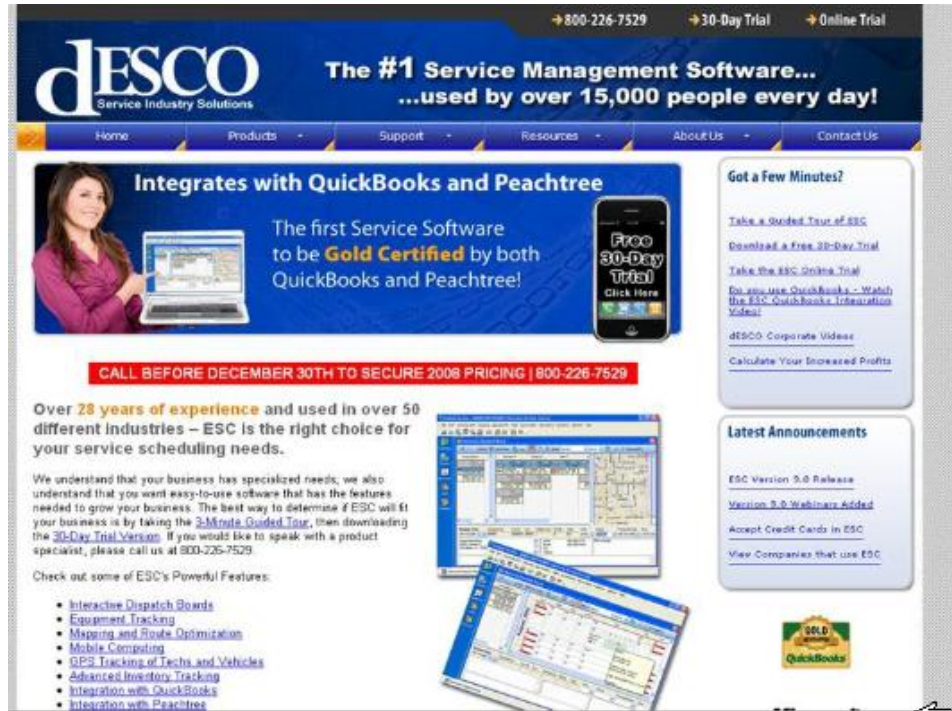 800-226-7529
30-Day Trial
Online Trial
dESCO
Service Industry Solutions
The #1 Service Management Software...
...used by over 15,000 people every day!
Home
Products
Support
Resources
About Us
Contact Us
Integrates with QuickBooks and Peachtree
The first Service Software
to be Gold Certified by both
QuickBooks and Peachtree!
Free
30-Day
Trial
Click Here
Got a Few Minutes?
Take a Guided Tour of ESC
Download a Free 30-Day Trial
Take the ESC Online Trial
Do you use QuickBooks - Watch
the ESC QuickBooks Integration
Video!
dESCO Corporate Videos
Calculate Your Increased Profits
CALL BEFORE DECEMBER 30TH TO SECURE 2008 PRICING | 800-226-7529
Over 28 years of experience and used in over 50
different industries – ESC is the right choice for
your service scheduling needs.
We understand that your business has specialized needs; we also
understand that you want easy-to-use software that has the features
needed to grow your business. The best way to determine if ESC will fit
your business is by taking the 3-Minute Guided Tour, then downloading
the 30-Day Trial Version. If you would like to speak with a product
specialist, please call us at 800-226-7529.
Check out some of ESC's Powerful Features:
Interactive Dispatch Boards
Equipment Tracking
Mapping and Route Optimization
Mobile Computing
GPS Tracking of Techs and Vehicles
Advanced Inventory Tracking
Integration with QuickBooks
Integration with Peachtree
Latest Announcements
ESC Version 9.0 Release
Version 9.0 Webinars Added
Accept Credit Cards in ESC
View Companies that use ESC
GOLD
QuickBooks